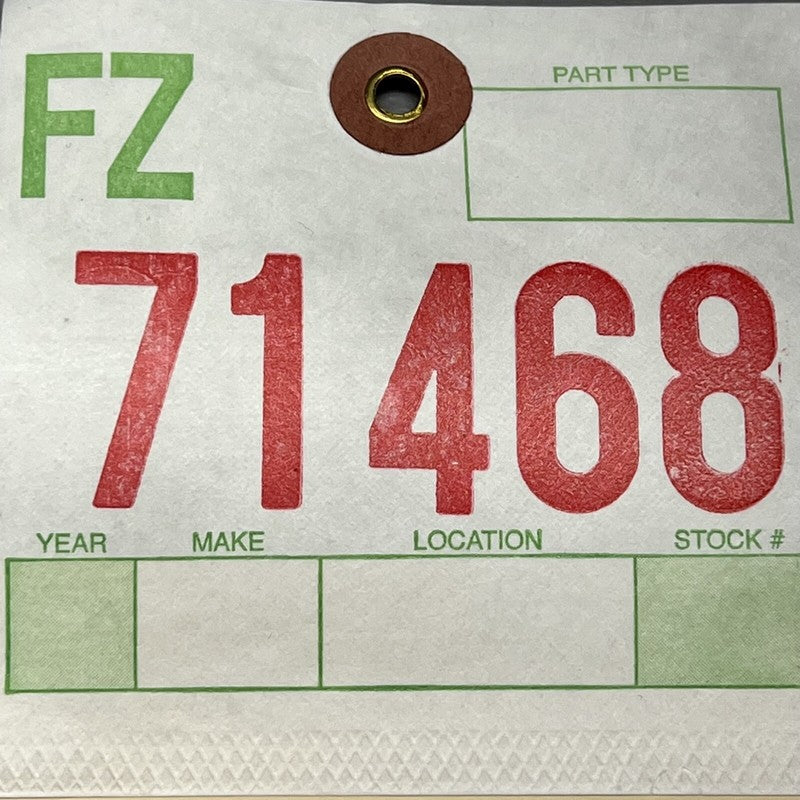 FZ
PART TYPE
71468
YEAR MAKE LOCATION STOCK #